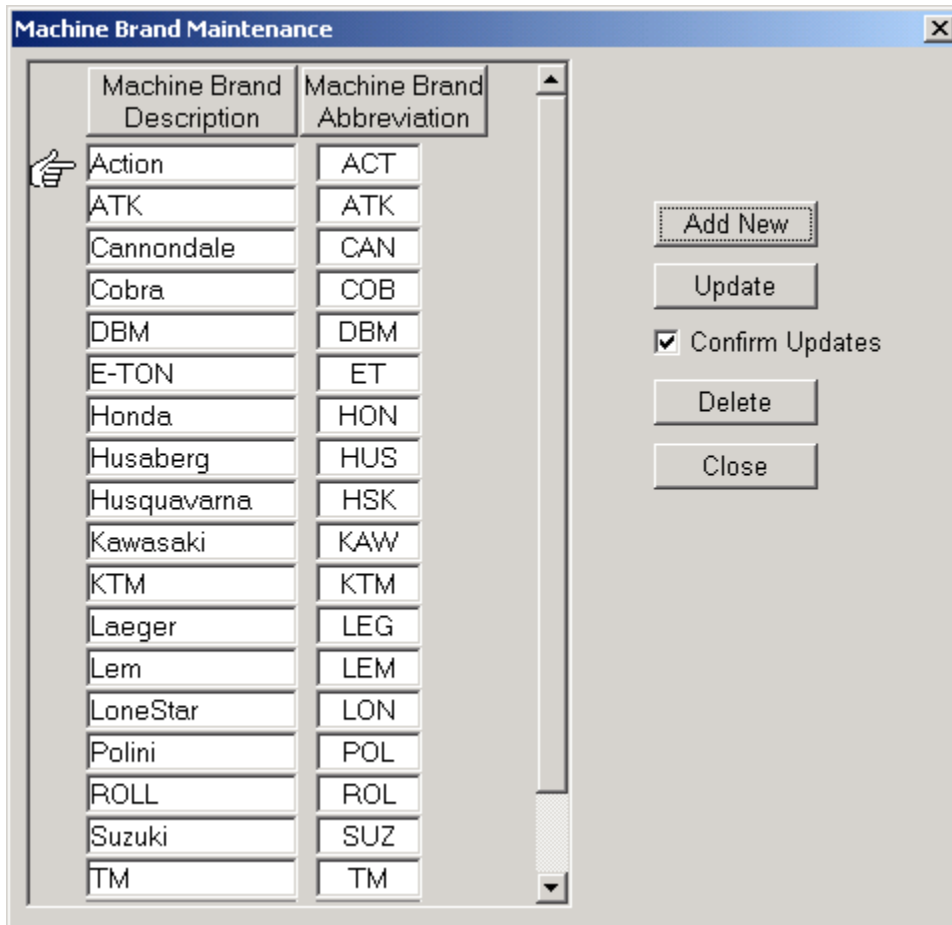 Machine Brand Maintenance
Machine Brand Description Machine Brand Abbreviation
Action ACT
ATK ATK
Cannondale CAN
Cobra COB
DBM DBM
E-TON ET
Honda HON
Husaberg HUS
Husquavarna HSK
Kawasaki KAW
KTM KTM
Laeger LEG
Lem LEM
LoneStar LON
Polini POL
ROLL ROL
Suzuki SUZ
TM TM
Add New
Update
Confirm Updates
Delete
Close